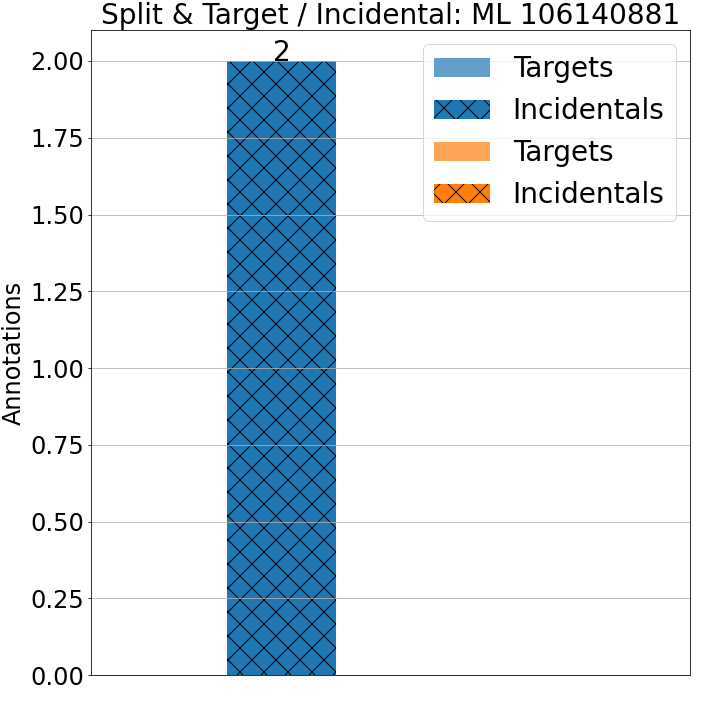 Split & Target / Incidental: ML 106140881
2
2.00
1.75
1.50
1.25
1.00
0.75
0.50
0.25
0.00
Annotations
Targets
Incidentals
Targets
Incidentals